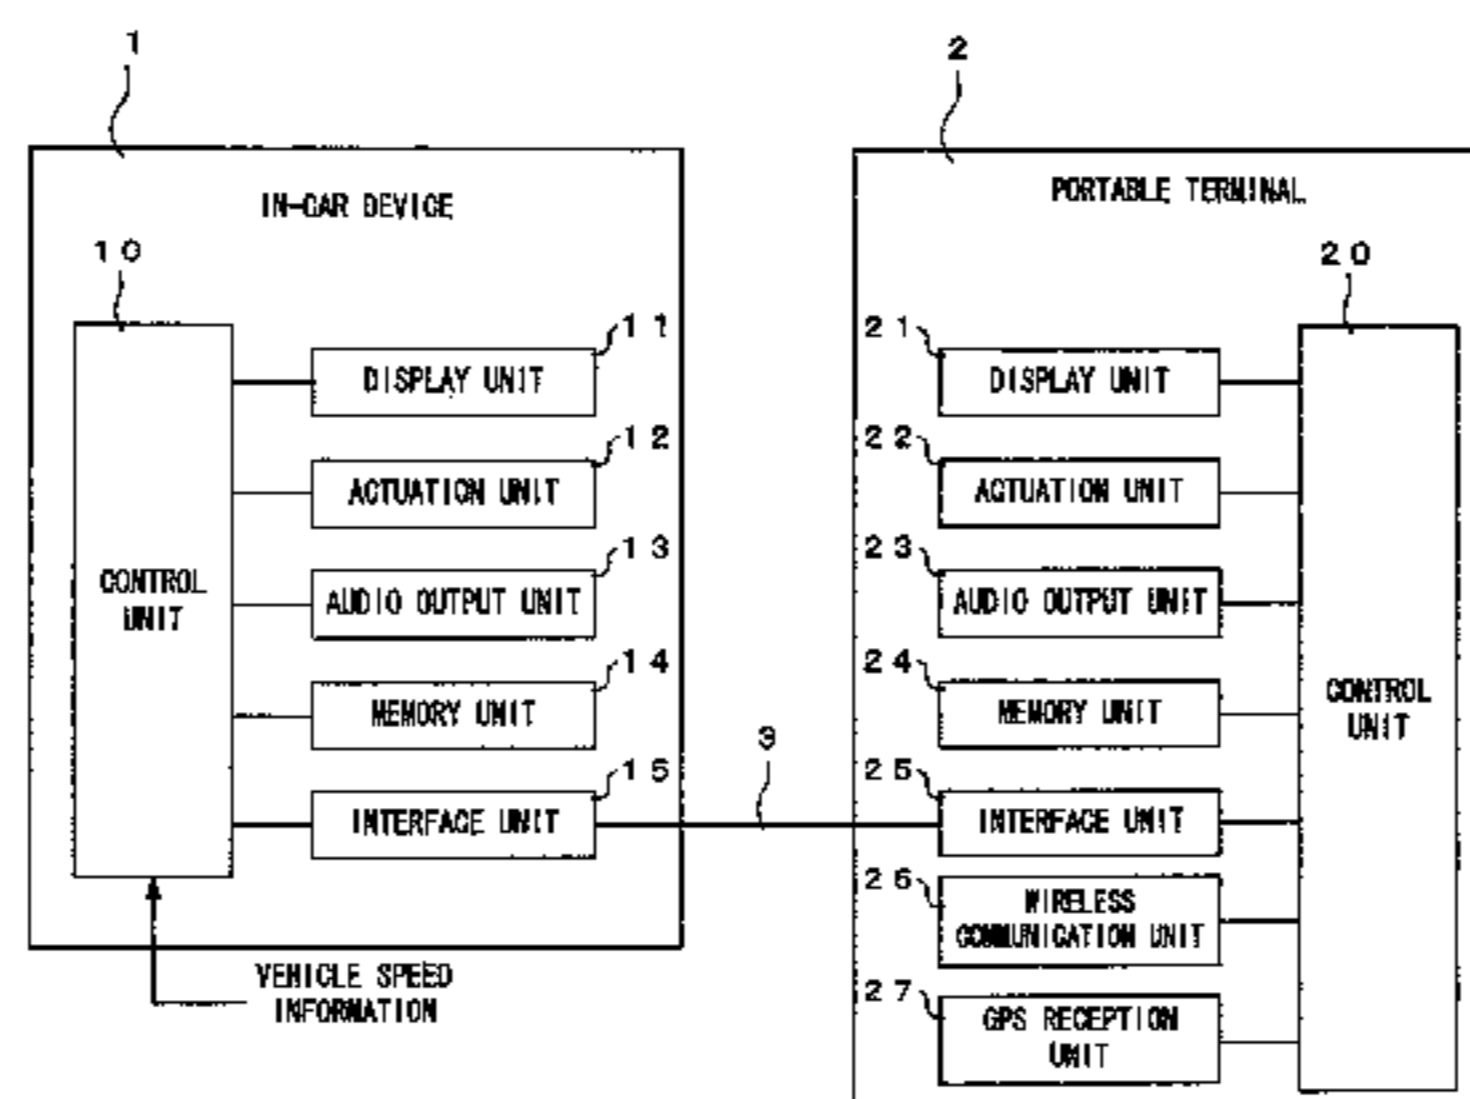 1
IN-CAR DEVICE
10
CONTROL
UNIT
11
DISPLAY UNIT
12
ACTUATION UNIT
13
AUDIO OUTPUT UNIT
14
MEMORY UNIT
15
INTERFACE UNIT
VEHICLE SPEED
INFORMATION
3
2
PORTABLE TERMINAL
20
21
DISPLAY UNIT
22
ACTUATION UNIT
23
AUDIO OUTPUT UNIT
24
MEMORY UNIT
25
INTERFACE UNIT
26
WIRELESS
COMMUNICATION UNIT
27
GPS RECEPTION
UNIT
CONTROL
UNIT